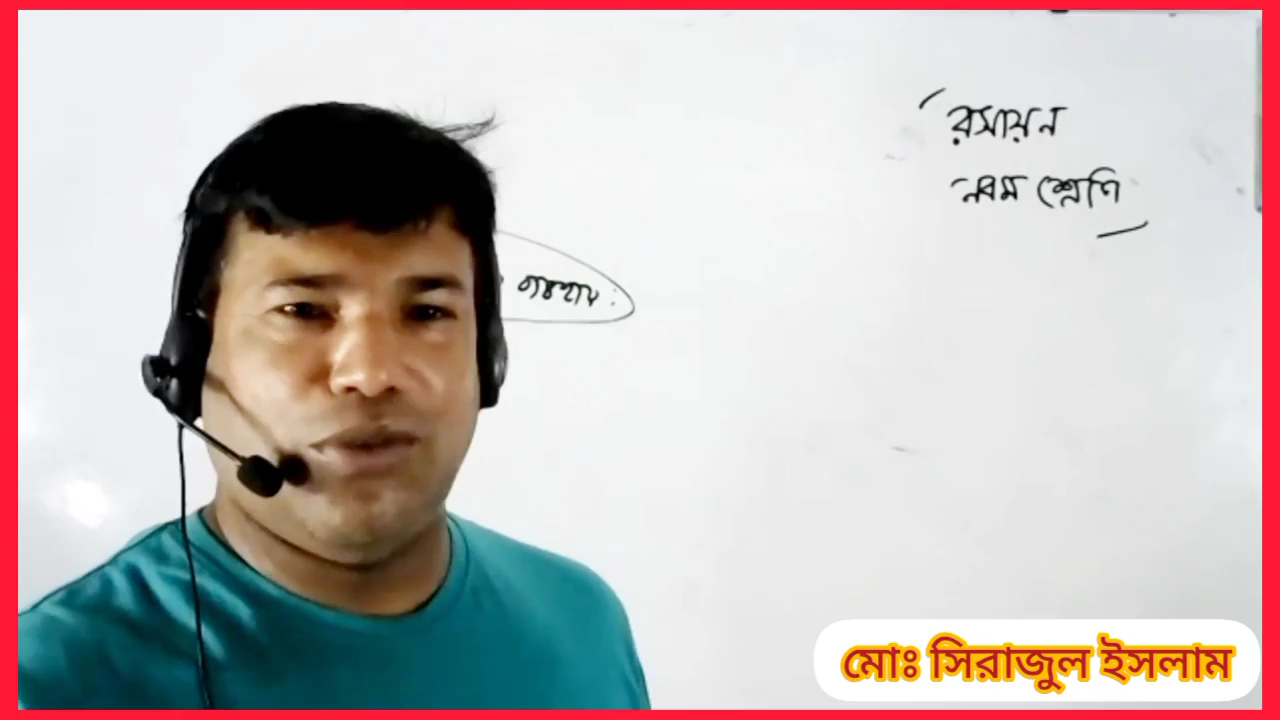 রসায়ন
নবম শ্রেণি
মোঃ সিরাজুল ইসলাম